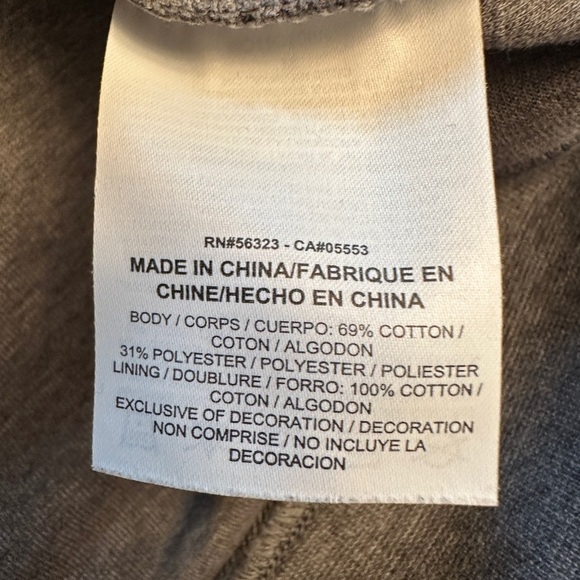 RN#56323 - CA#05553
MADE IN CHINA/FABRIQUE EN
CHINE/HECHO EN CHINA
BODY / CORPS / CUERPO: 69% COTTON /
COTON / ALGODON
31% POLYESTER / POLYESTER / POLIESTER
LINING / DOUBLURE / FORRO: 100% COTTON /
COTON / ALGODON
EXCLUSIVE OF DECORATION / DECORATION
NON COMPRISE / NO INCLUYE LA
DECORACION